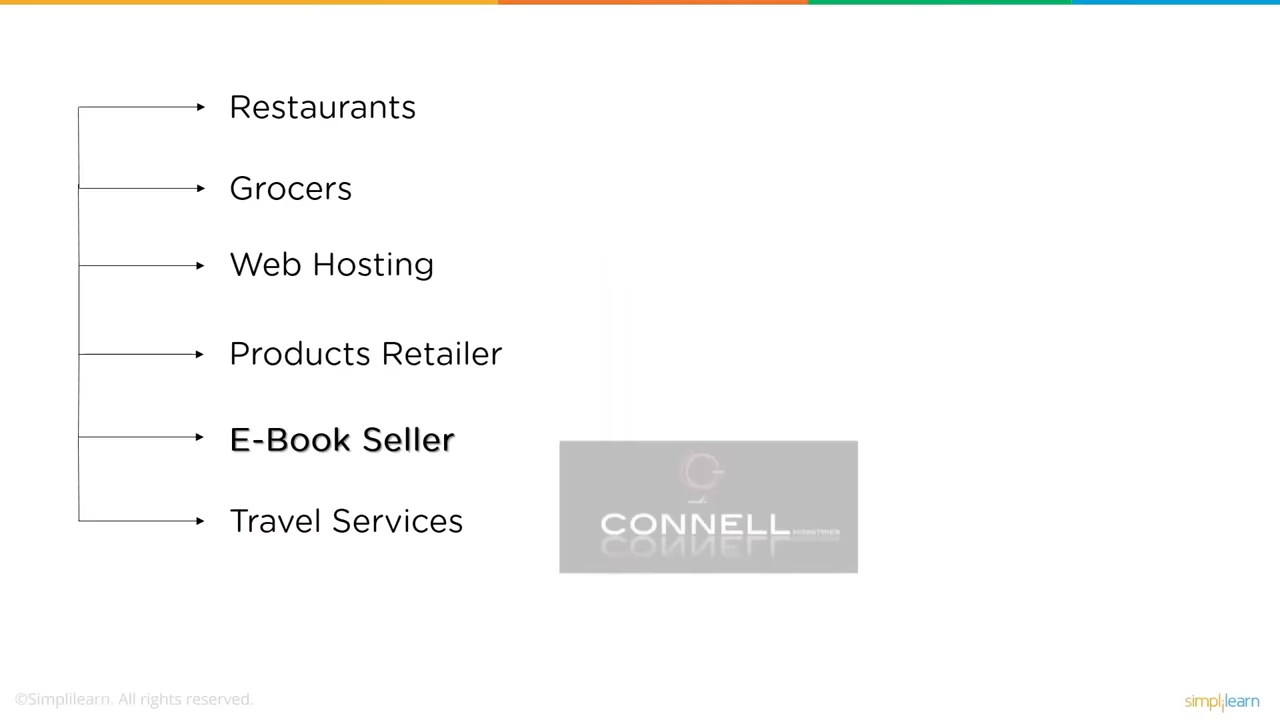 Restaurants
Grocers
Web Hosting
Products Retailer
E-Book Seller
CONNELL
Travel Services
©Simplilearn. All rights reserved.
simplilearn